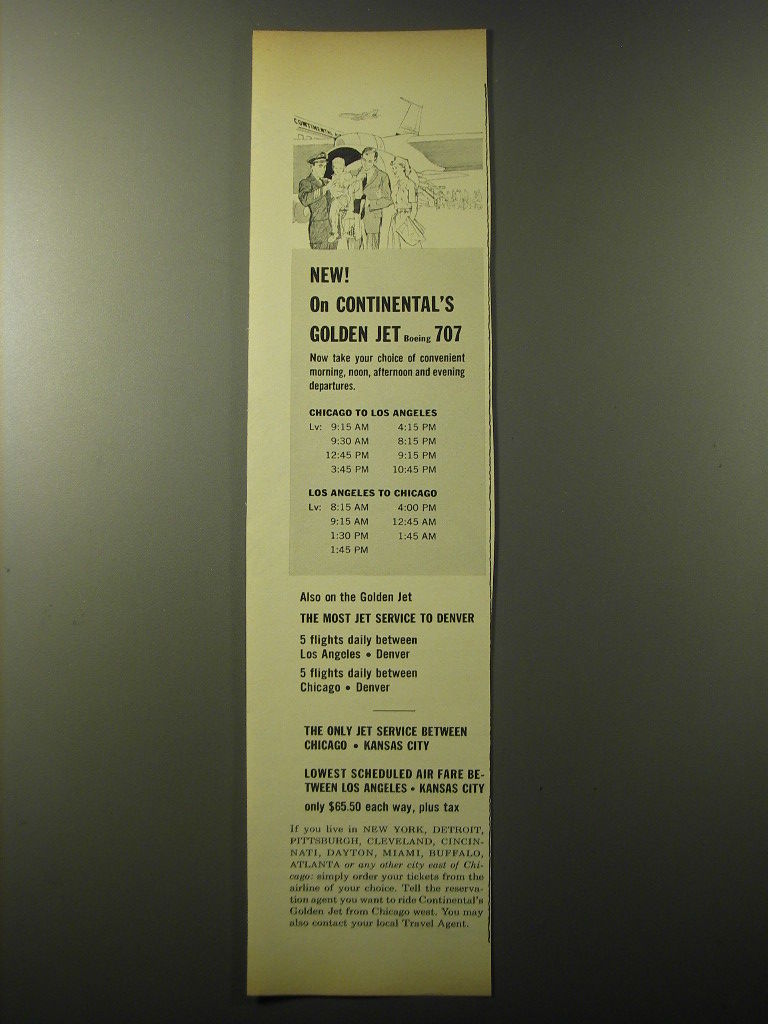 CONTINENTAL
NEW!
On CONTINENTAL'S
GOLDEN JET Boeing 707
Now take your choice of convenient
morning, noon, afternoon and evening
departures.
CHICAGO TO LOS ANGELES
Lv: 9:15 AM 4:15 PM
9:30 AM 8:15 PM
12:45 PM 9:15 PM
3:45 PM 10:45 PM
LOS ANGELES TO CHICAGO
Lv: 8:15 AM 4:00 PM
9:15 AM 12:45 AM
1:30 PM 1:45 AM
1:45 PM
Also on the Golden Jet
THE MOST JET SERVICE TO DENVER
5 flights daily between
Los Angeles • Denver
5 flights daily between
Chicago • Denver
THE ONLY JET SERVICE BETWEEN
CHICAGO • KANSAS CITY
LOWEST SCHEDULED AIR FARE BE-
TWEEN LOS ANGELES • KANSAS CITY
only $65.50 each way, plus tax
If you live in NEW YORK, DETROIT,
PITTSBURGH, CLEVELAND, CINCIN-
NATI, DAYTON, MIAMI, BUFFALO,
ATLANTA or any other city east of Chi-
cago: simply order your tickets from the
airline of your choice. Tell the reserva-
tion agent you want to ride Continental's
Golden Jet from Chicago west. You may
also contact your local Travel Agent.